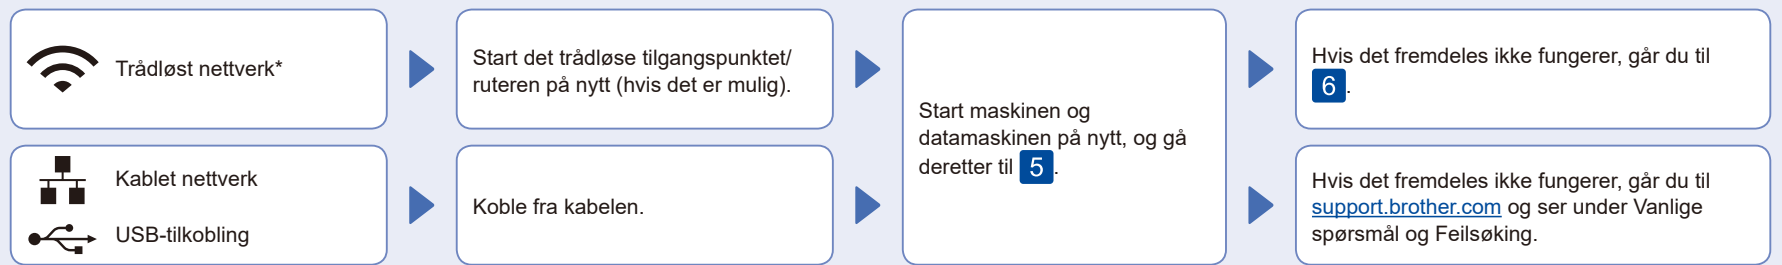 Trådløst nettverk*
Start det trådløse tilgangspunktet/
ruteren på nytt (hvis det er mulig).
Kablet nettverk
USB-tilkobling
Koble fra kabelen.
Start maskinen og
datamaskinen på nytt, og gå
deretter til 5.
Hvis det fremdeles ikke fungerer, går du til
6.
Hvis det fremdeles ikke fungerer, går du til
support.brother.com og ser under Vanlige
spørsmål og Feilsøking.